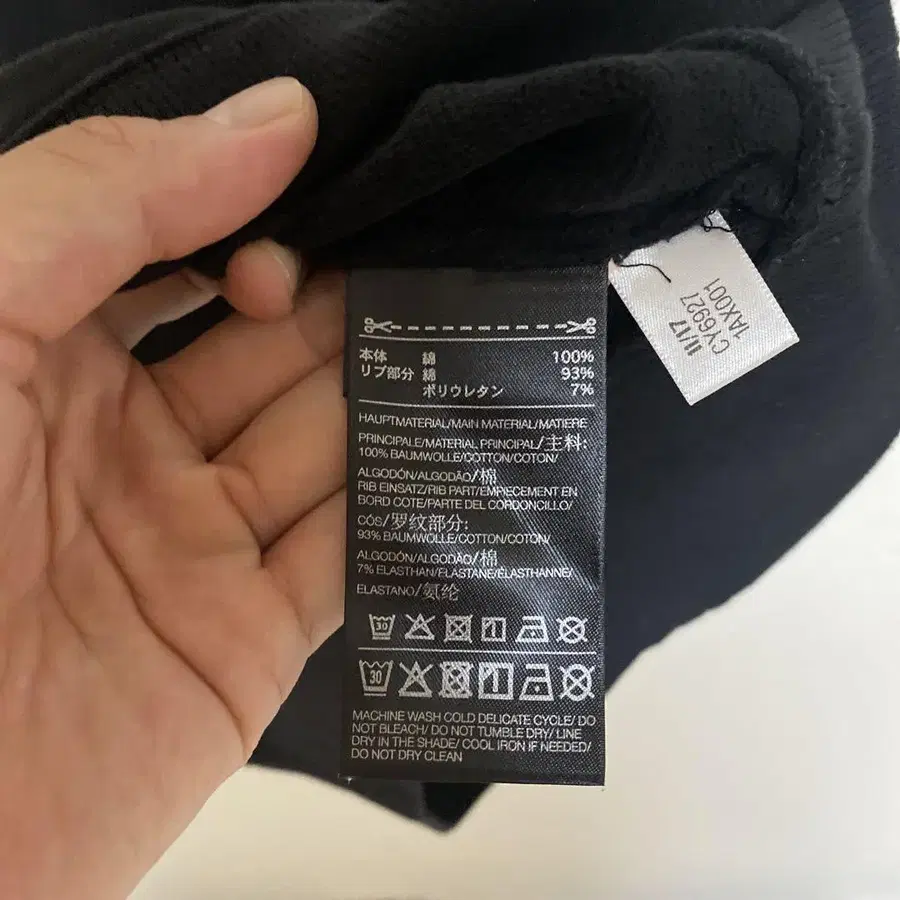 本体 綿 100%
リブ部分 綿 93%
ポリウレタン 7%
HAUPTMATERIAL/MAIN MATERIAL/MATIERE
PRINCIPALE/MATERIAL PRINCIPAL/主料:
100% BAUMWOLLE/COTTON/COTON/
ALGODÓN/ALGODÃO/棉
RIB EINSATZ/RIB PART/EMPIECEMENT EN
BORD COTE/PARTE DEL CORDONCILLO/
CÓS/罗纹部分:
93% BAUMWOLLE/COTTON/COTON/
ALGODÓN/ALGODÃO/棉
7% ELASTHAN/ELASTANE/ÉLASTHANNE/
ELASTANO/氨纶
30
30
MACHINE WASH COLD DELICATE CYCLE/ DO
NOT BLEACH/ DO NOT TUMBLE DRY/ LINE
DRY IN THE SHADE/ COOL IRON IF NEEDED/
DO NOT DRY CLEAN
11/17
CY6927
1AX001